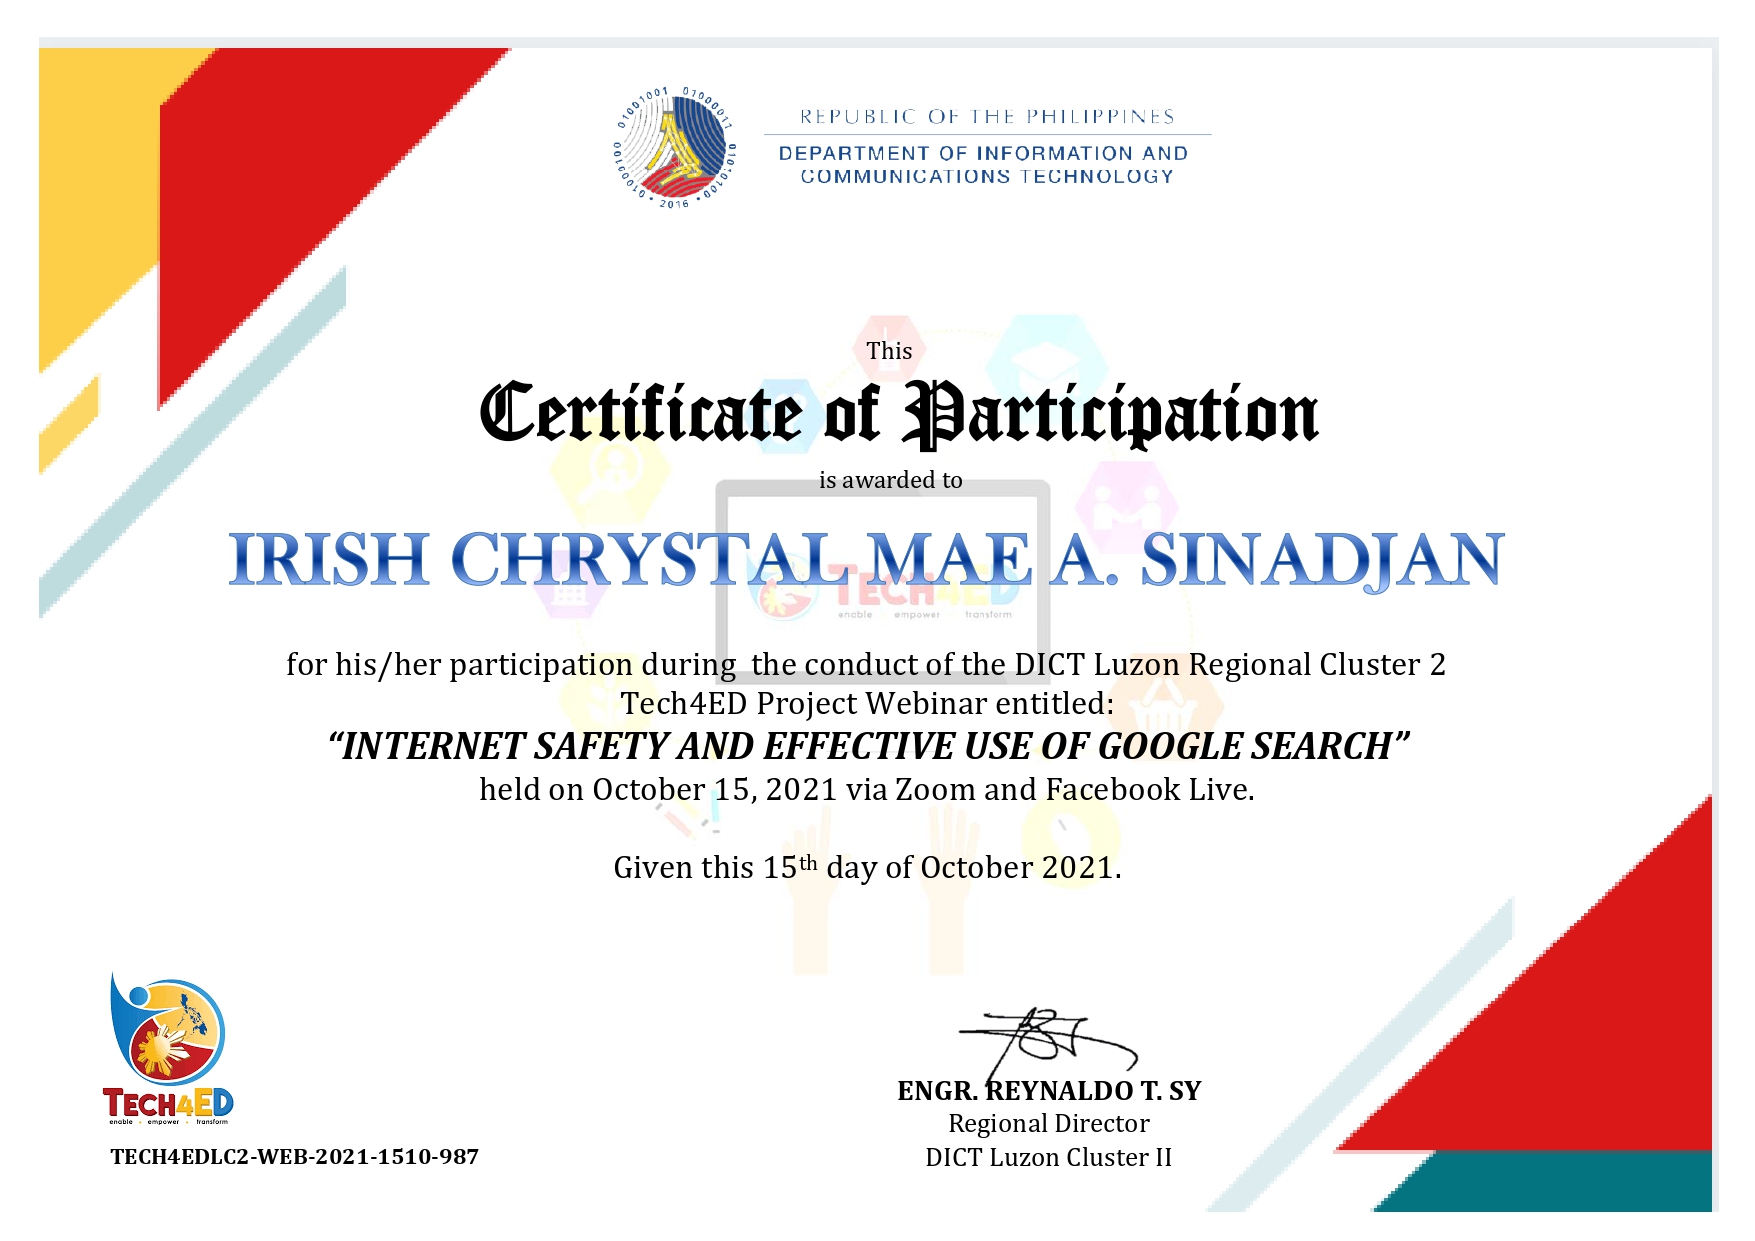 01001001 01000011 01010100 • 2016 • 01000100
REPUBLIC OF THE PHILIPPINES
DEPARTMENT OF INFORMATION AND
COMMUNICATIONS TECHNOLOGY
This
Certificate of Participation
is awarded to
IRISH CHRYSTAL MAE A. SINADJAN
TECH4ED
enable empower transform
for his/her participation during the conduct of the DICT Luzon Regional Cluster 2
Tech4ED Project Webinar entitled:
“INTERNET SAFETY AND EFFECTIVE USE OF GOOGLE SEARCH”
held on October 15, 2021 via Zoom and Facebook Live.
Given this 15th day of October 2021.
TECH4ED
enable • empower • transform
TECH4EDLC2-WEB-2021-1510-987
ENGR. REYNALDO T. SY
Regional Director
DICT Luzon Cluster II